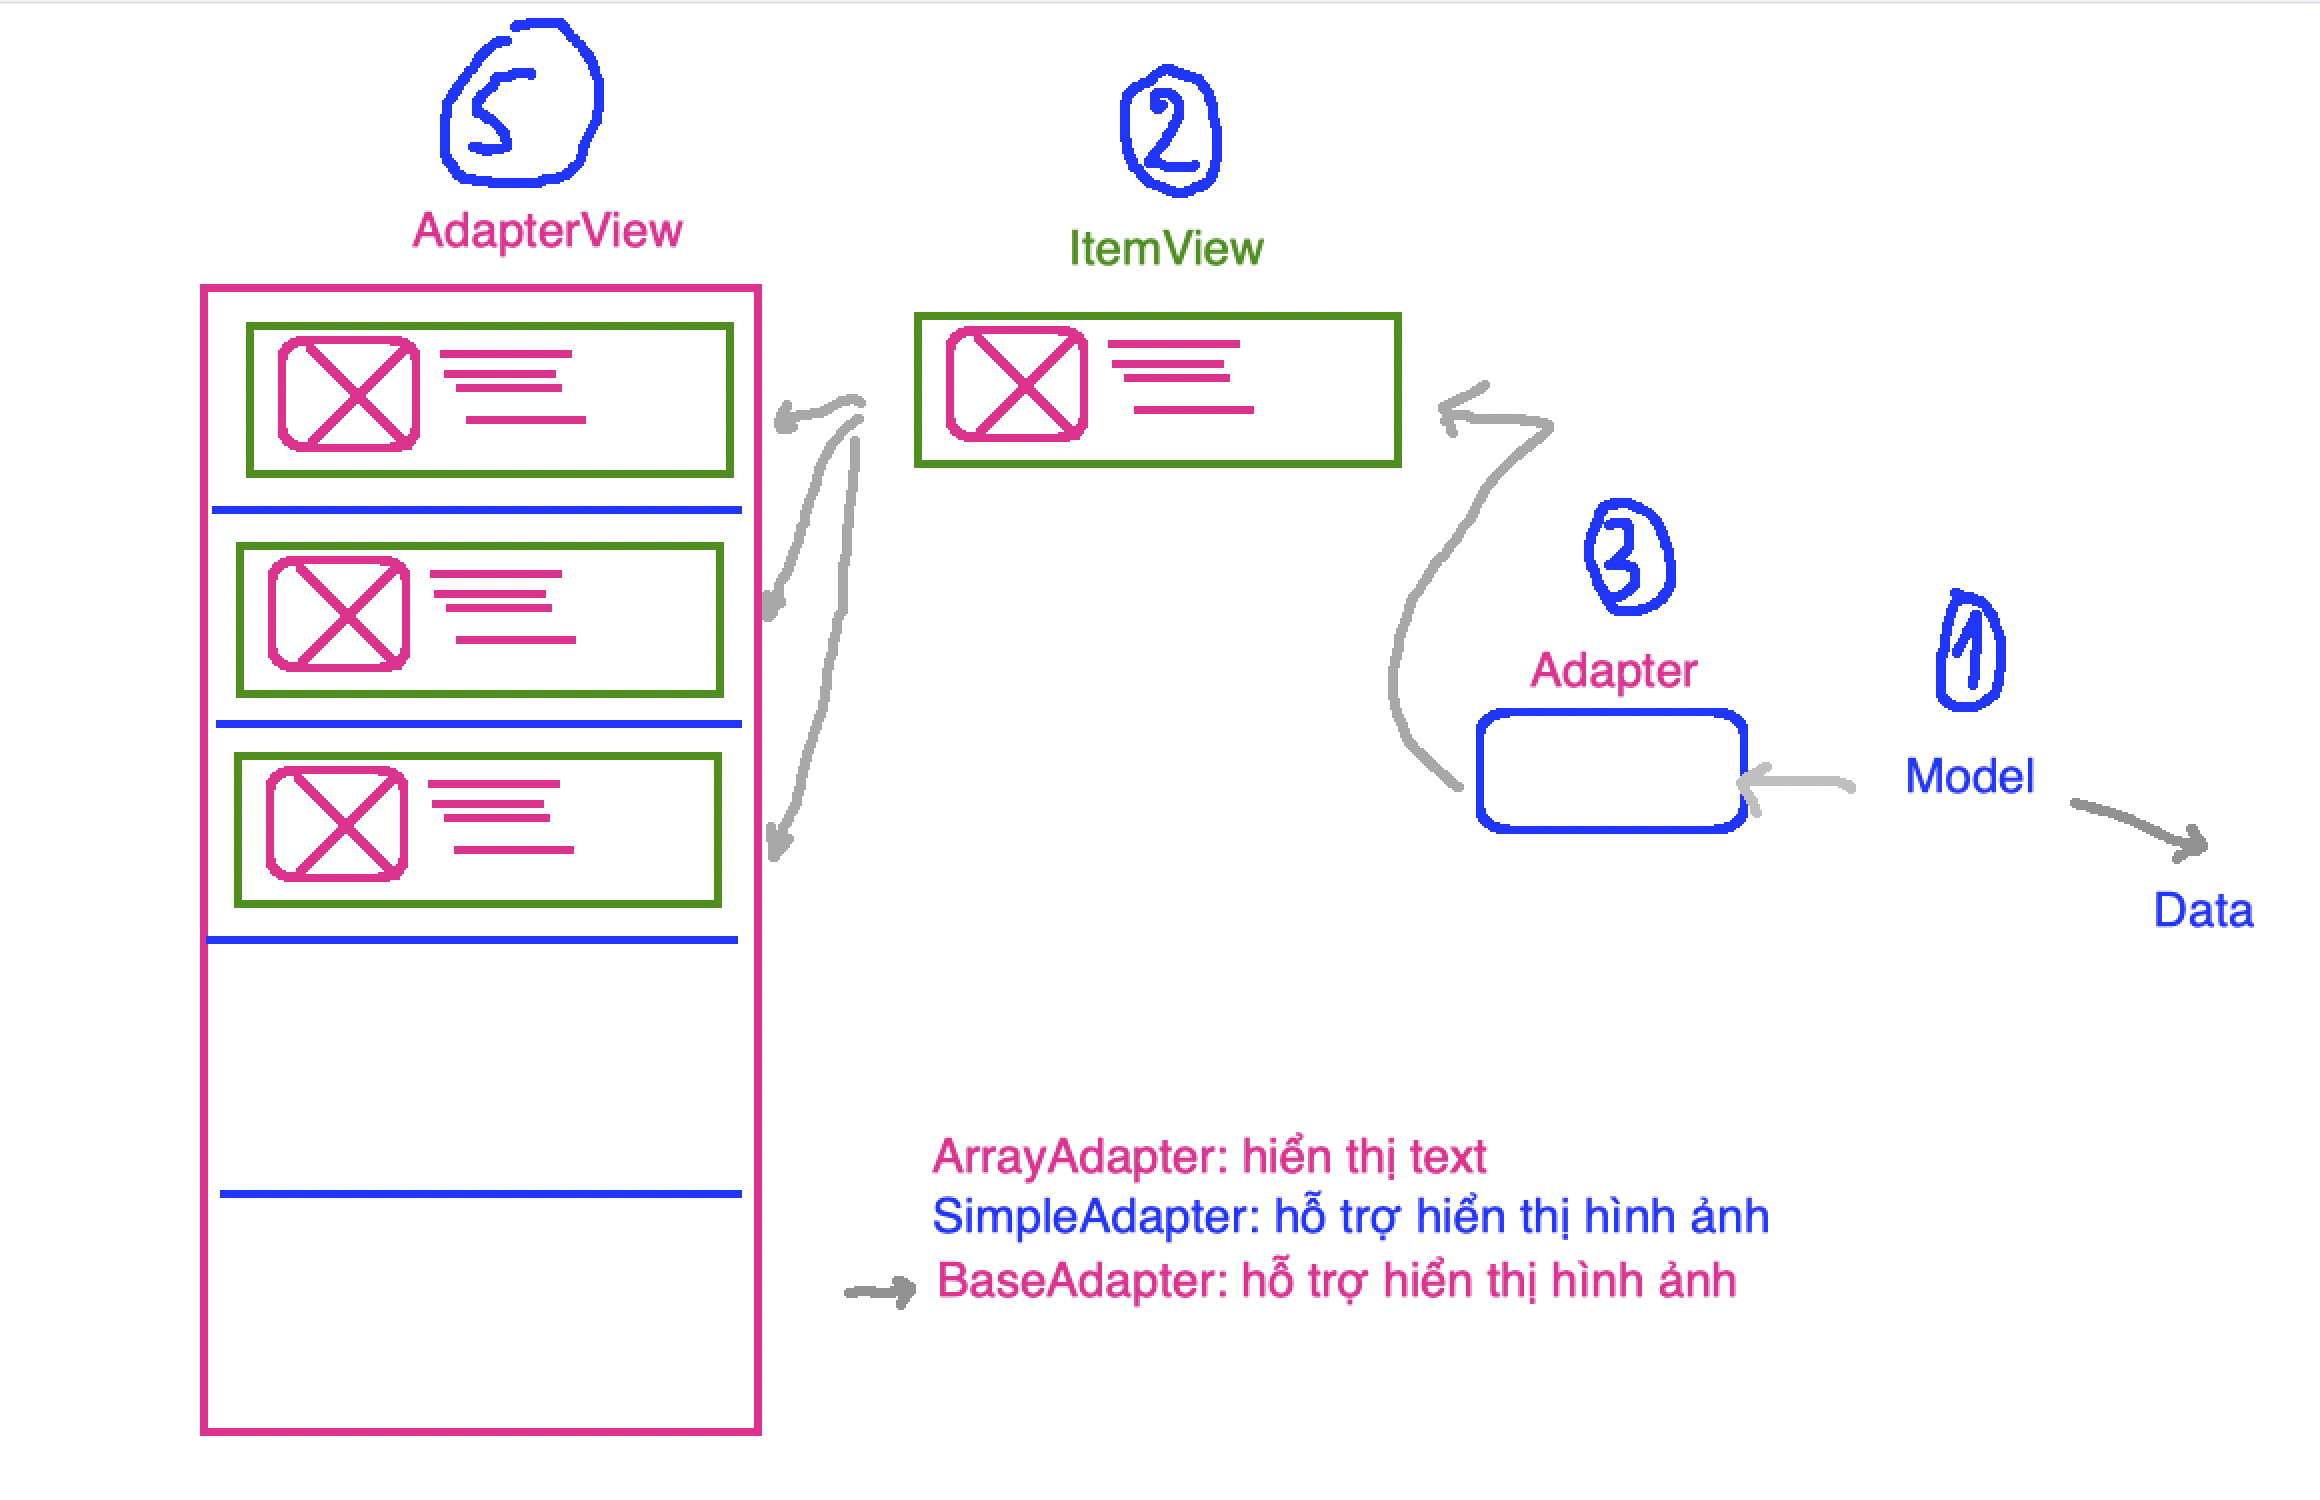 5
2
AdapterView
ItemView
3
1
Adapter
Model
Data
ArrayAdapter: hiển thị text
SimpleAdapter: hỗ trợ hiển thị hình ảnh
BaseAdapter: hỗ trợ hiển thị hình ảnh